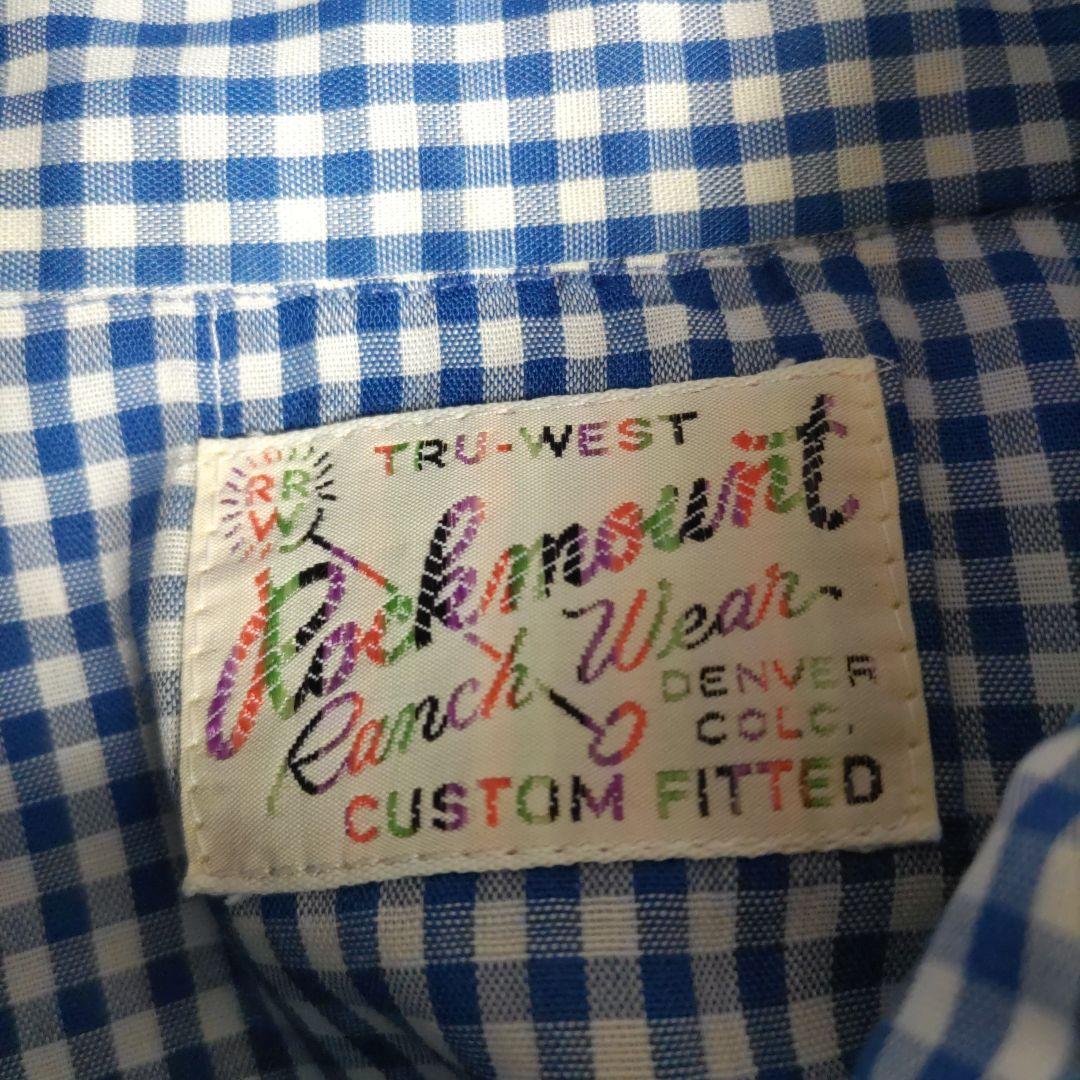 TRU-WEST
RRW
Rockmount
Ranch Wear
DENVER
COLO.
CUSTOM FITTED